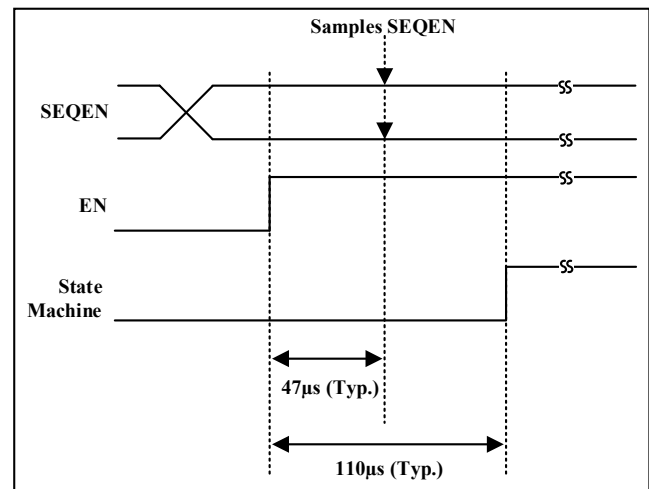 Samples SEQEN
SEQEN
EN
State
Machine
47µs (Typ.)
110µs (Typ.)